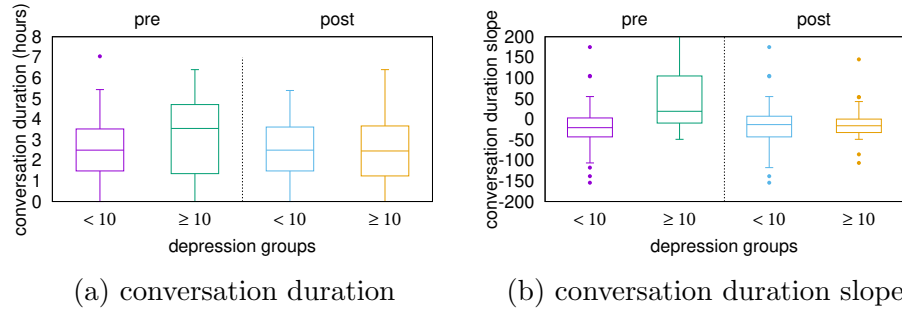 pre post
conversation duration (hours)
8
7
6
5
4
3
2
1
0
< 10 ≥ 10 < 10 ≥ 10
depression groups
(a) conversation duration
pre post
conversation duration slope
200
150
100
50
0
-50
-100
-150
-200
< 10 ≥ 10 < 10 ≥ 10
depression groups
(b) conversation duration slope